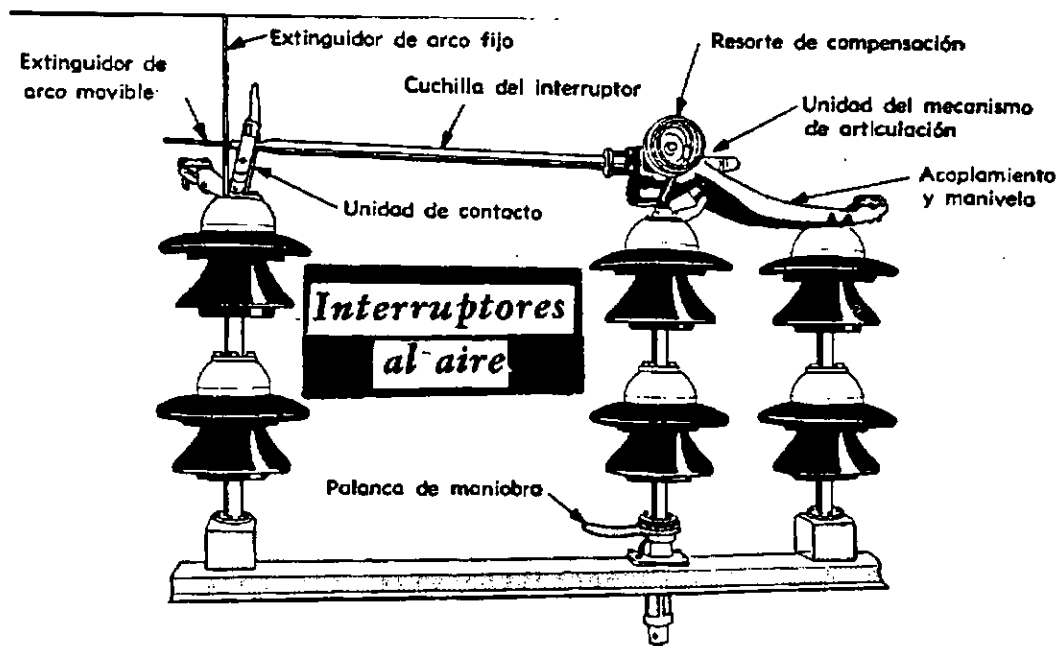 Extinguidor de arco fijo
Resorte de compensación
Extinguidor de
arco movible
Cuchilla del interruptor
Unidad del mecanismo
de articulación
Acoplamiento
y manivela
Unidad de contacto
Interruptores
al aire
Palanca de maniobra